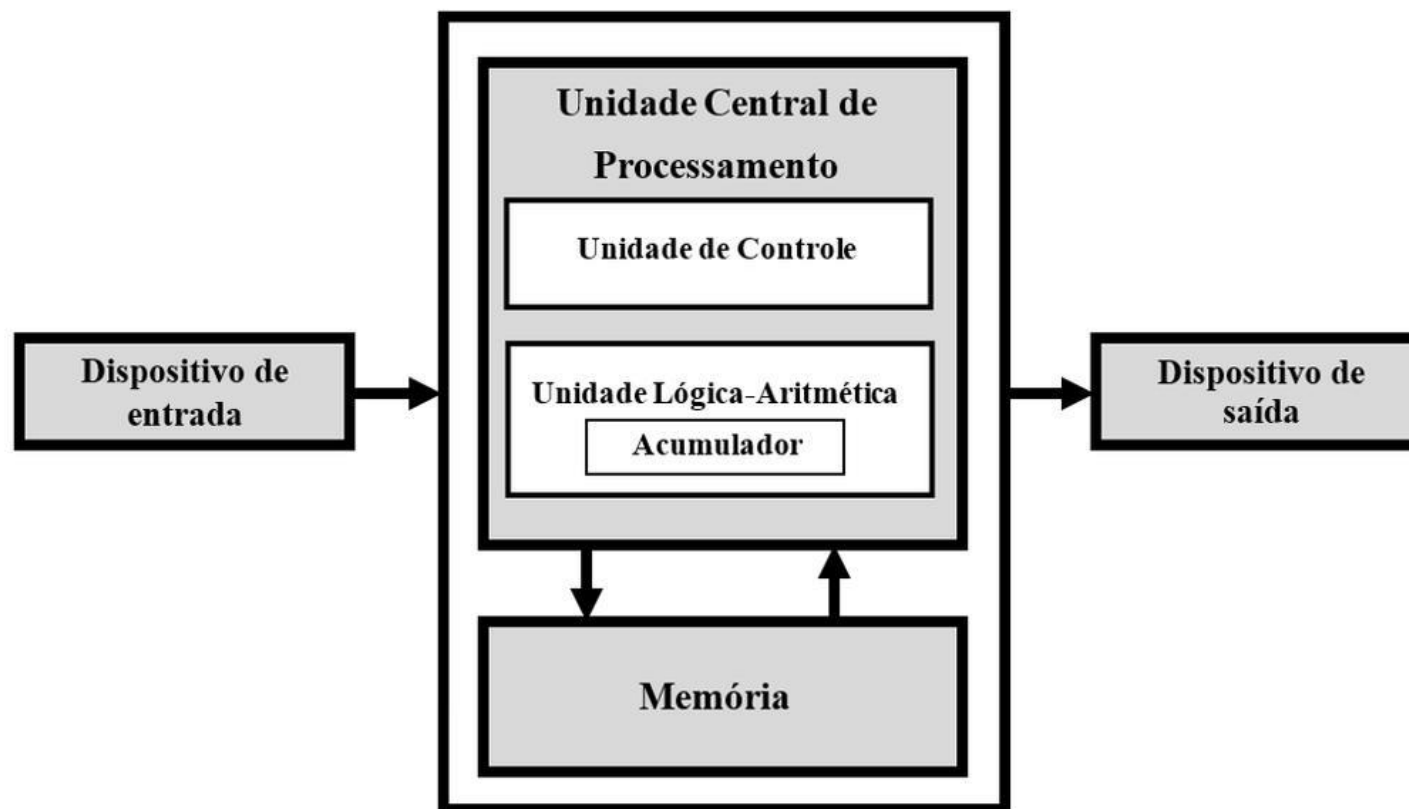 Unidade Central de
Processamento
Unidade de Controle
Unidade Lógica-Aritmética
Acumulador
Dispositivo de
entrada
Dispositivo de
saída
Memória